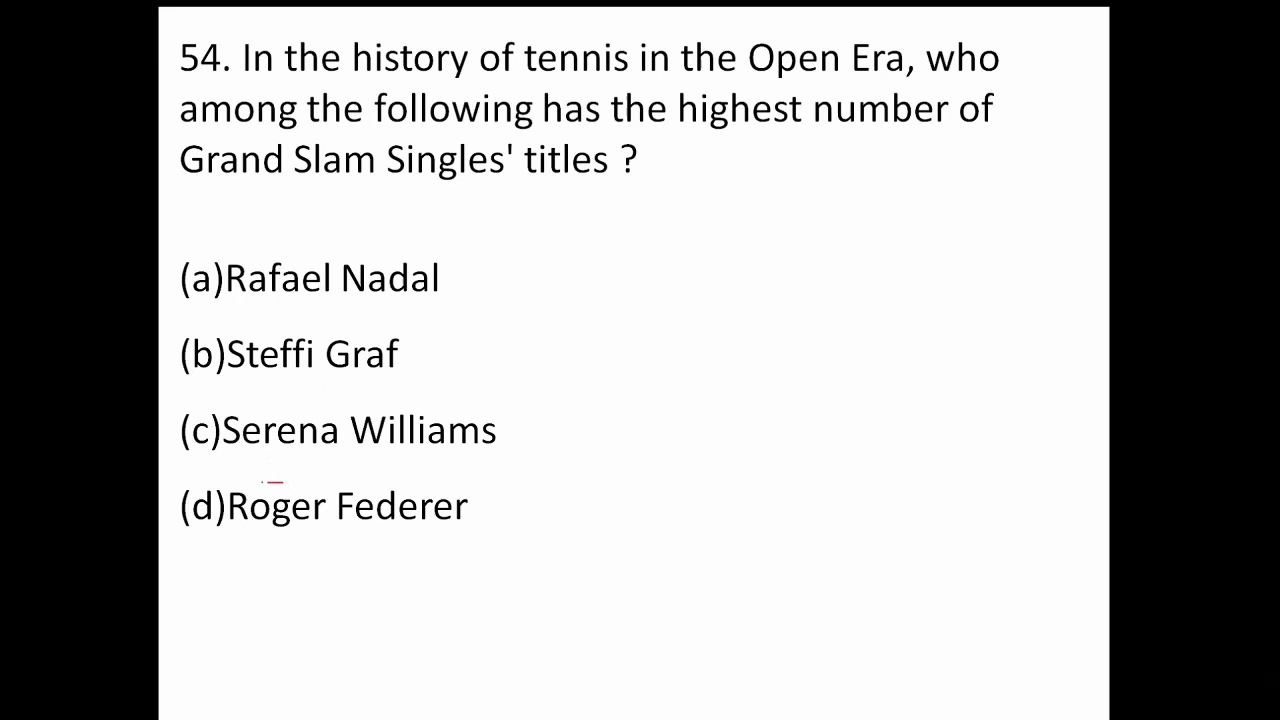 54. In the history of tennis in the Open Era, who
among the following has the highest number of
Grand Slam Singles' titles ?
(a)Rafael Nadal
(b)Steffi Graf
(c)Serena Williams
(d)Roger Federer